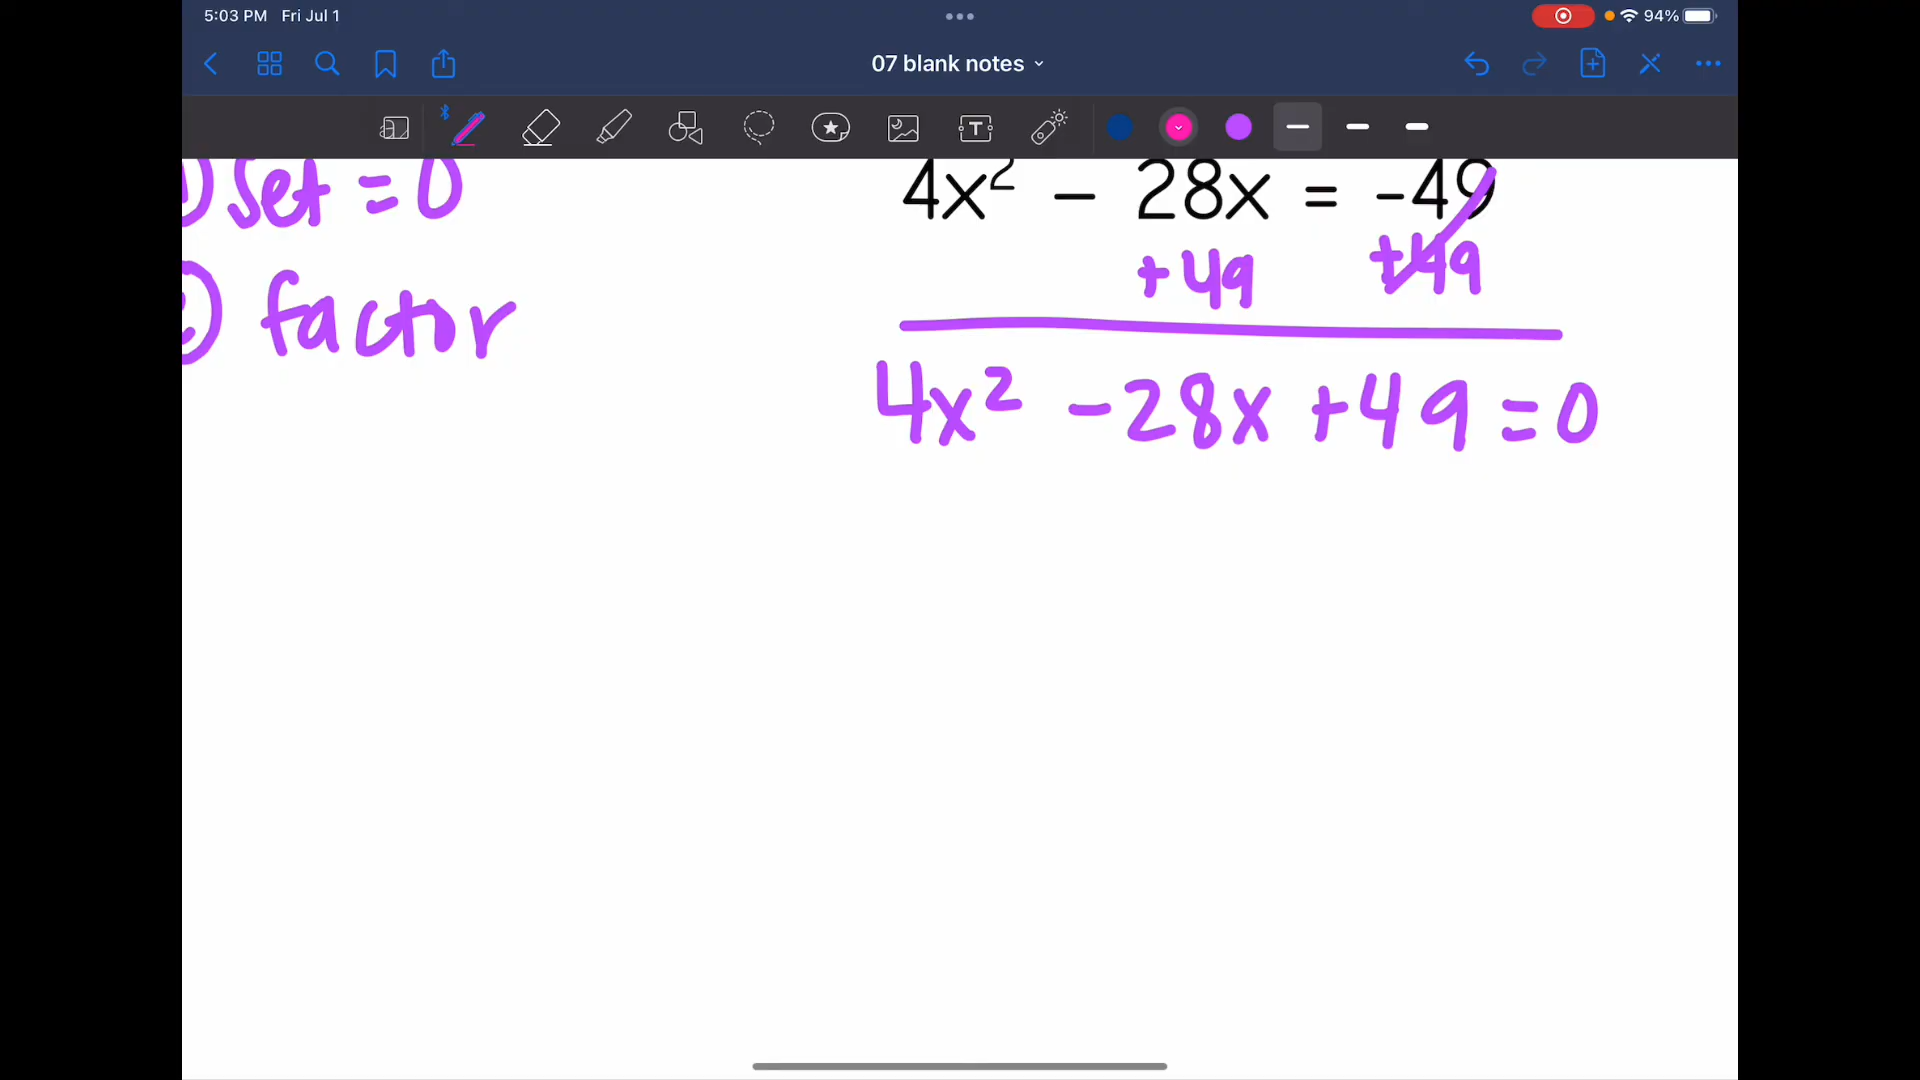 5:03 PM Fri Jul 1
94%
07 blank notes
T
Set = 0
factor
4x² – 28x = -49
+49 +49
4x² - 28x + 49 = 0